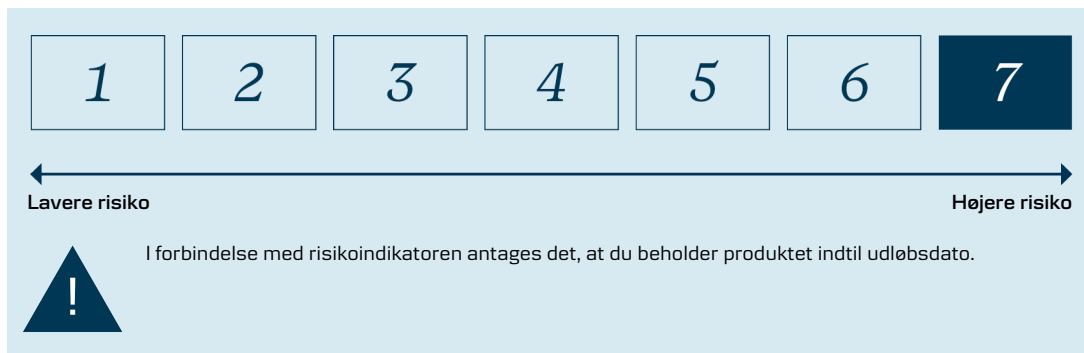 1 2 3 4 5 6 7
Lavere risiko Højere risiko
I forbindelse med risikoindikatoren antages det, at du beholder produktet indtil udløbsdato.
!